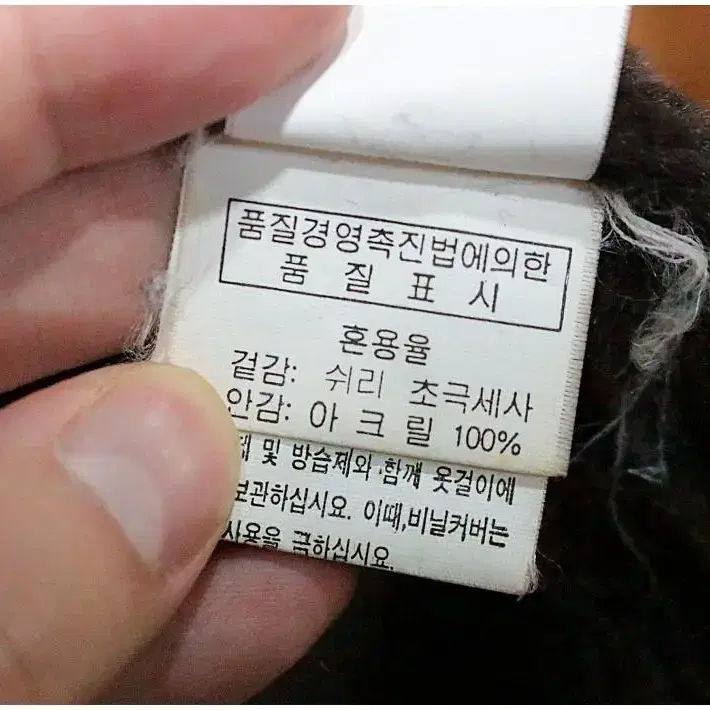 품질경영촉진법에의한
품 질 표 시
혼용율
겉감: 쉬리 초극세사
안감: 아 크 릴 100%
및 방습제와 함께 옷걸이에
보관하십시요. 이때,비닐커버는
사용을 금하십시요.